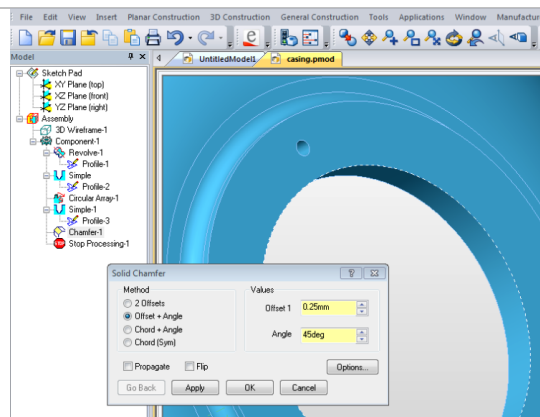 File Edit View Insert Planar Construction 3D Construction General Construction Tools Applications Window Manufactur
Model
UntitledModel1 casing.pmod
Sketch Pad
XY Plane (top)
XZ Plane (front)
YZ Plane (right)
Assembly
3D Wireframe-1
Component-1
Revolve-1
Profile-1
Simple
Profile-2
Circular Array-1
Simple-1
Profile-3
Chamfer-1
STOP Stop Processing-1
Solid Chamfer
Method Values
2 Offsets
Offset 1 0.25mm
Offset + Angle
Chord + Angle
Angle 45deg
Chord (Sym)
Propagate Flip Options...
Go Back Apply OK Cancel